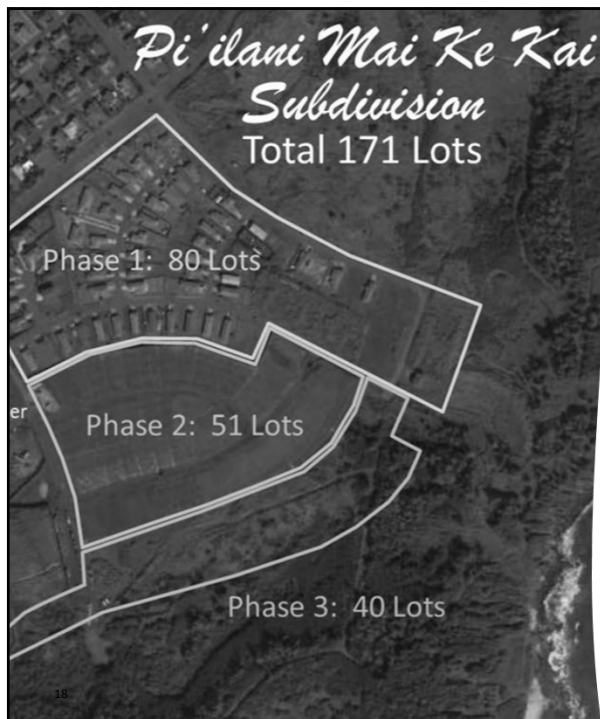 Pi'ilani Mai Ke Kai
Subdivision
Total 171 Lots
Phase 1: 80 Lots
er
Phase 2: 51 Lots
Phase 3: 40 Lots
18